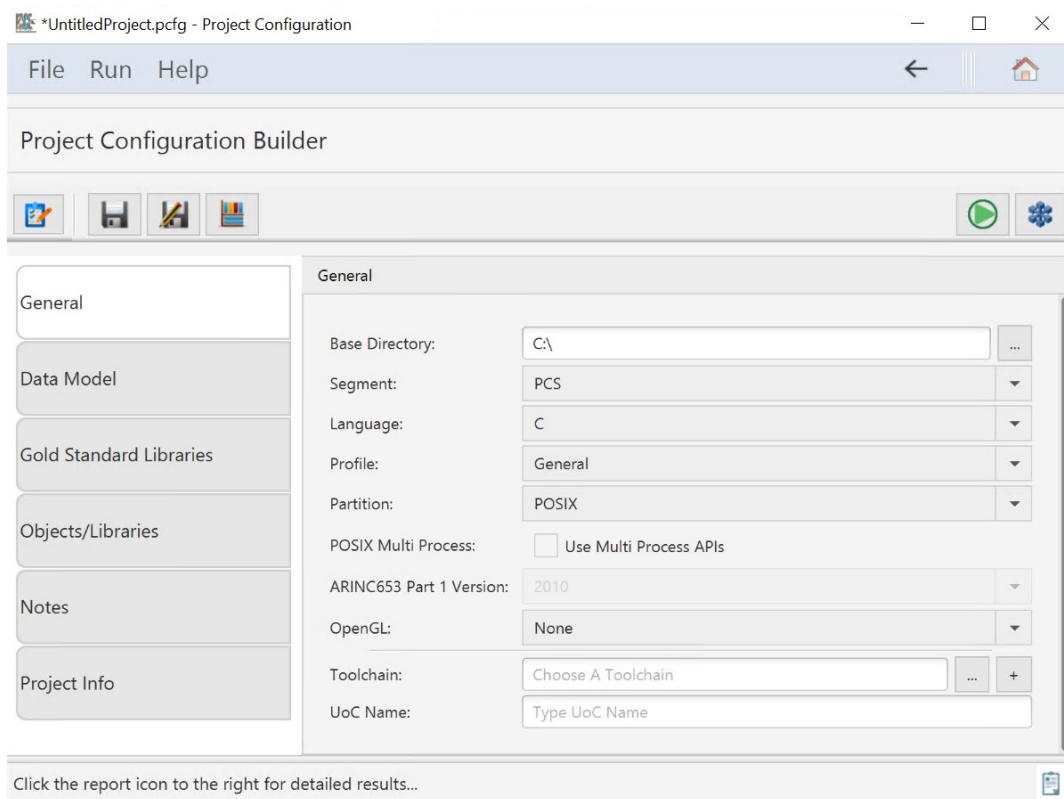 *UntitledProject.pcfg - Project Configuration
File Run Help
Project Configuration Builder
General
Data Model
Gold Standard Libraries
Objects/Libraries
Notes
Project Info
General
Base Directory: C:\ ...
Segment: PCS
Language: C
Profile: General
Partition: POSIX
POSIX Multi Process: Use Multi Process APIs
ARINC653 Part 1 Version: 2010
OpenGL: None
Toolchain: Choose A Toolchain ... +
UoC Name: Type UoC Name
Click the report icon to the right for detailed results...